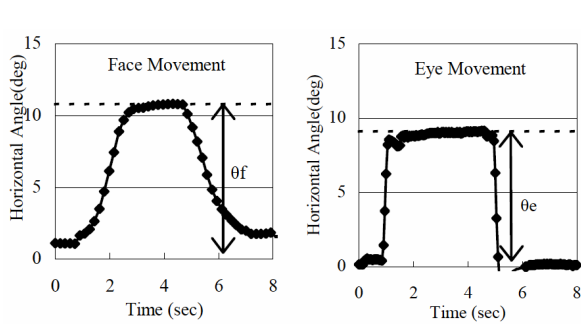 Face Movement
Horizontal Angle(deg)
15
10
5
0
θf
0 2 4 6 8
Time (sec)
Eye Movement
Horizontal Angle(deg)
15
10
5
0
θe
0 2 4 6 8
Time (sec)